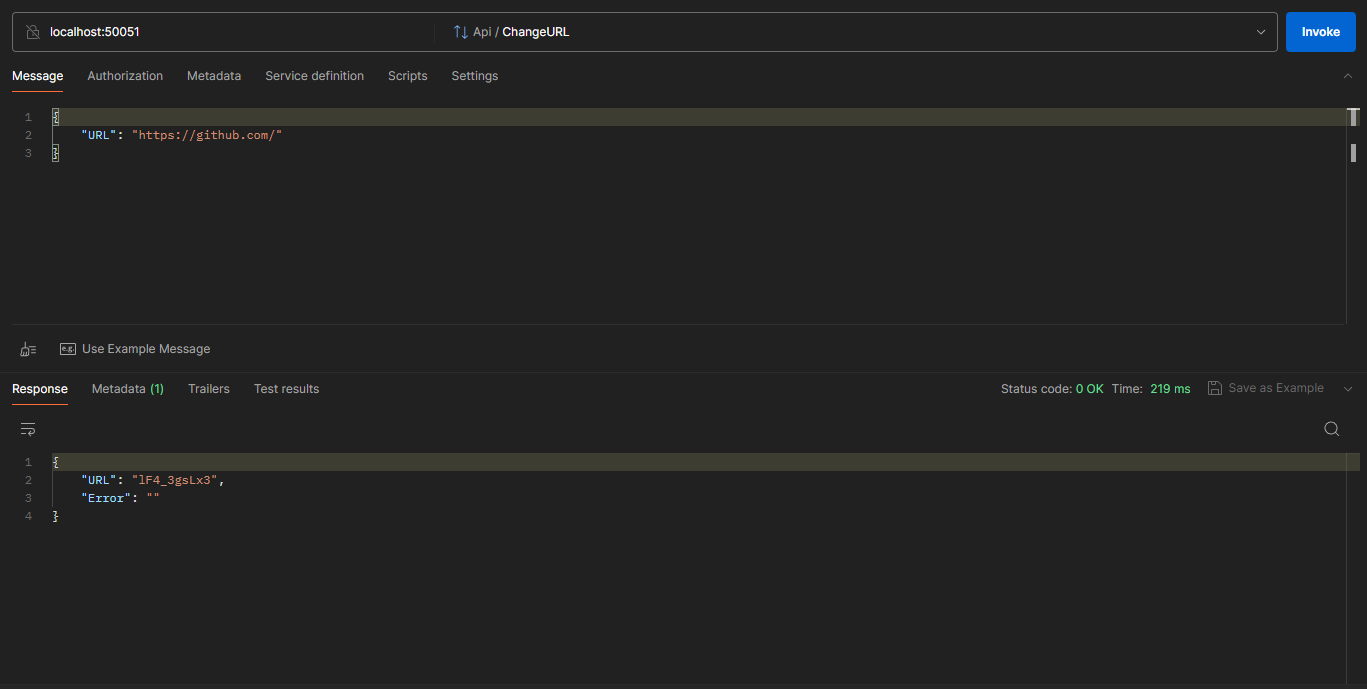 localhost:50051 Api / ChangeURL Invoke
Message Authorization Metadata Service definition Scripts Settings
1 {
2 "URL": "https://github.com/"
3 }
e.g. Use Example Message
Response Metadata (1) Trailers Test results Status code: 0 OK Time: 219 ms Save as Example
1 {
2 "URL": "lF4_3gsLx3",
3 "Error": ""
4 }